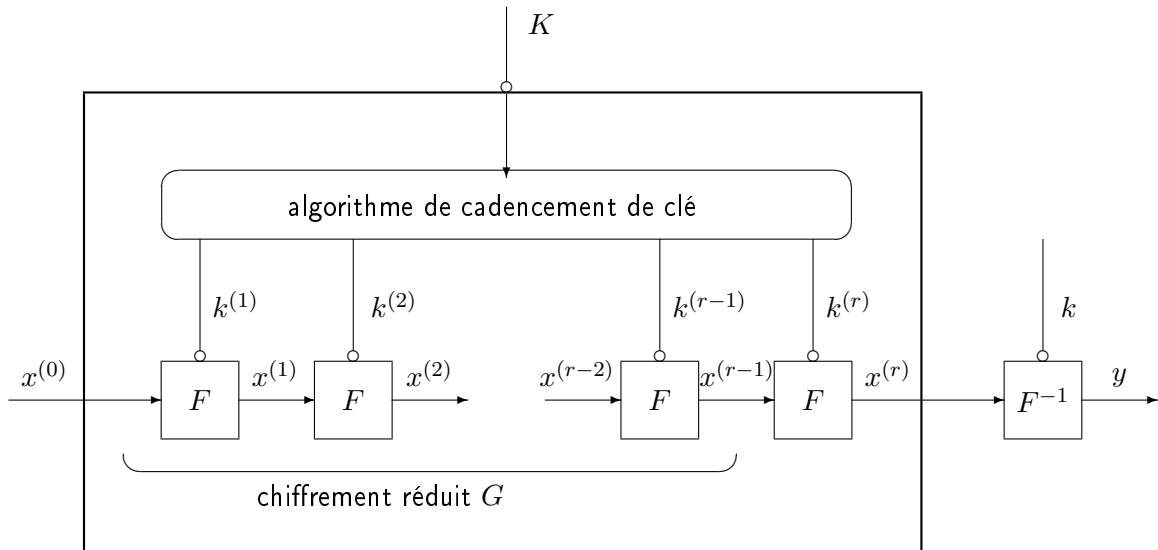 K
algorithme de cadencement de clé
k^{(1)} k^{(2)} k^{(r−1)} k^{(r)} k
x^{(0)} x^{(1)} x^{(2)} x^{(r−2)} x^{(r−1)} x^{(r)} y
F F F F F^{−1}
chiffrement réduit G